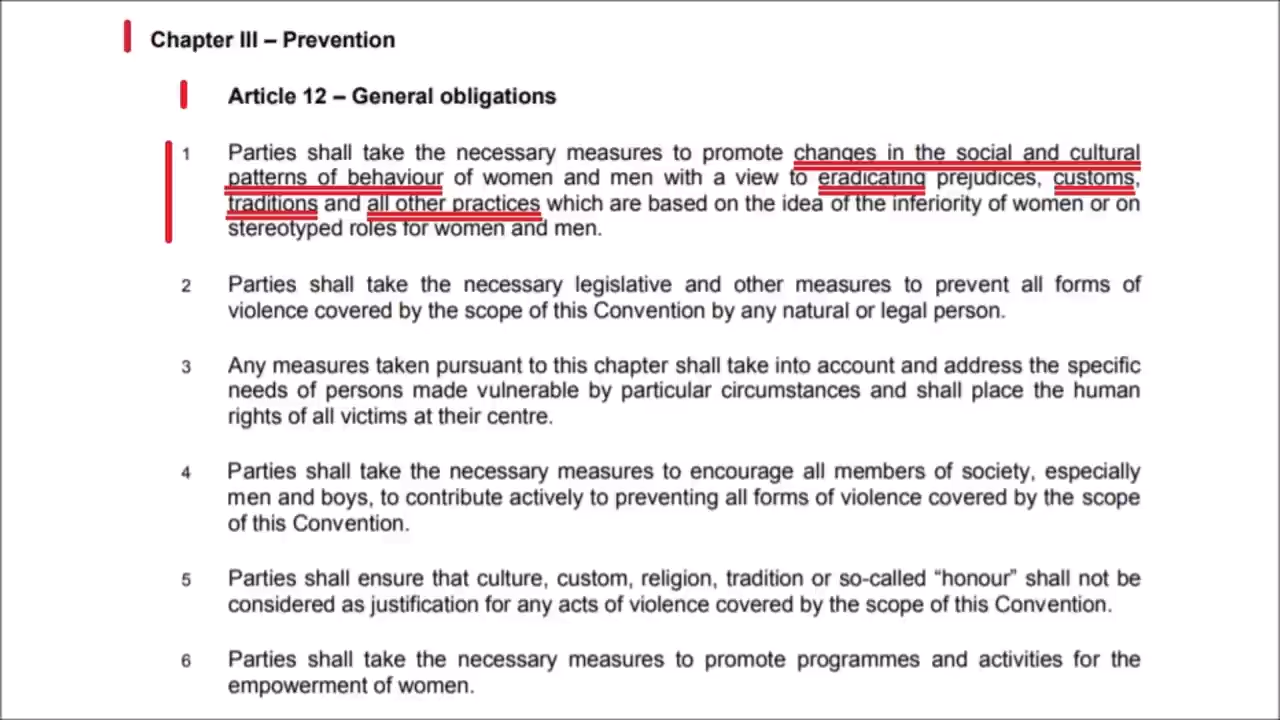 Chapter III – Prevention
Article 12 – General obligations
1 Parties shall take the necessary measures to promote changes in the social and cultural
patterns of behaviour of women and men with a view to eradicating prejudices, customs,
traditions and all other practices which are based on the idea of the inferiority of women or on
stereotyped roles for women and men.
2 Parties shall take the necessary legislative and other measures to prevent all forms of
violence covered by the scope of this Convention by any natural or legal person.
3 Any measures taken pursuant to this chapter shall take into account and address the specific
needs of persons made vulnerable by particular circumstances and shall place the human
rights of all victims at their centre.
4 Parties shall take the necessary measures to encourage all members of society, especially
men and boys, to contribute actively to preventing all forms of violence covered by the scope
of this Convention.
5 Parties shall ensure that culture, custom, religion, tradition or so-called “honour” shall not be
considered as justification for any acts of violence covered by the scope of this Convention.
6 Parties shall take the necessary measures to promote programmes and activities for the
empowerment of women.